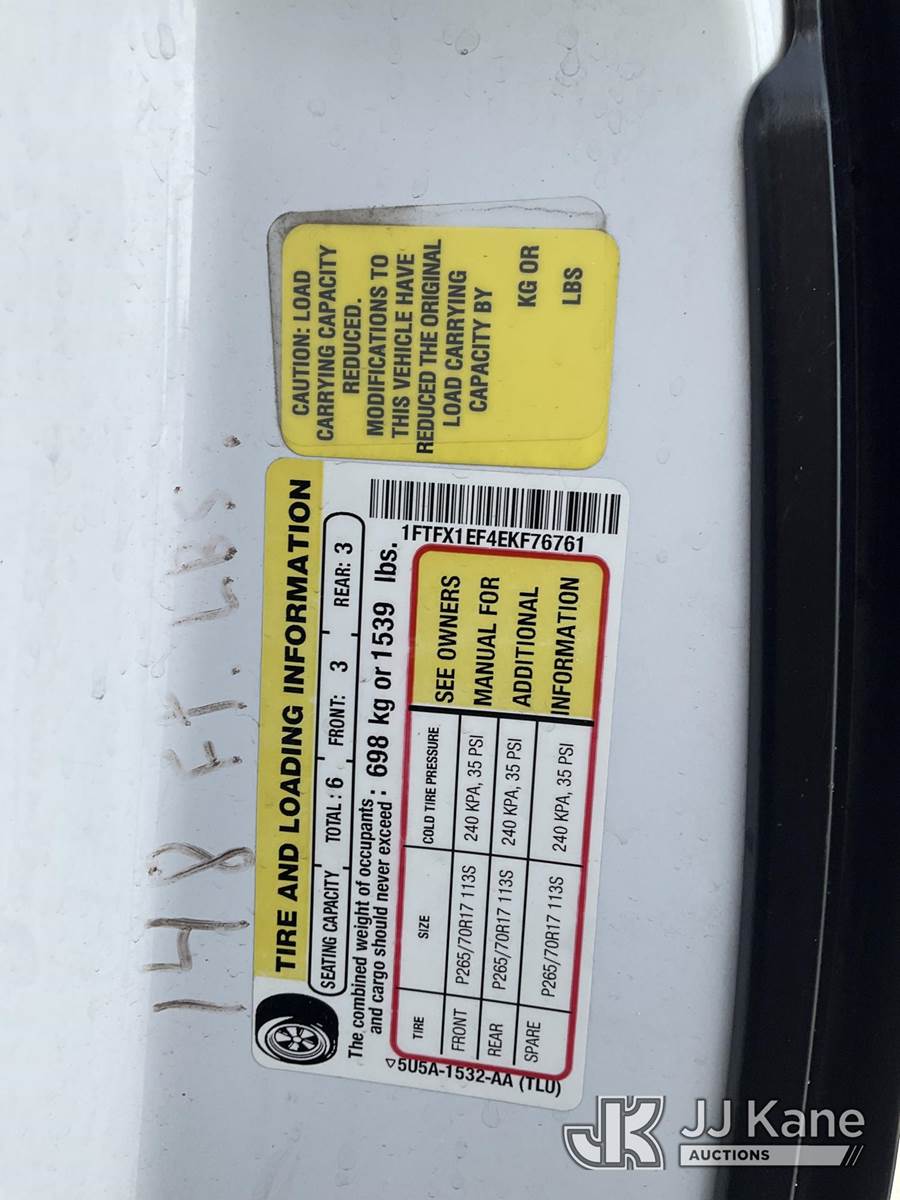 148 FT. LBS.
TIRE AND LOADING INFORMATION
SEATING CAPACITY TOTAL : 6 FRONT: 3 REAR: 3
The combined weight of occupants
and cargo should never exceed : 698 kg or 1539 lbs.
TIRE SIZE COLD TIRE PRESSURE
FRONT P265/70R17 113S 240 KPA, 35 PSI
REAR P265/70R17 113S 240 KPA, 35 PSI
SPARE P265/70R17 113S 240 KPA, 35 PSI
SEE OWNERS
MANUAL FOR
ADDITIONAL
INFORMATION
1FTFX1EF4EKF76761
5U5A-1532-AA (TLU)
CAUTION: LOAD
CARRYING CAPACITY
REDUCED.
MODIFICATIONS TO
THIS VEHICLE HAVE
REDUCED THE ORIGINAL
LOAD CARRYING
CAPACITY BY
KG OR
LBS
JK JJ Kane
AUCTIONS